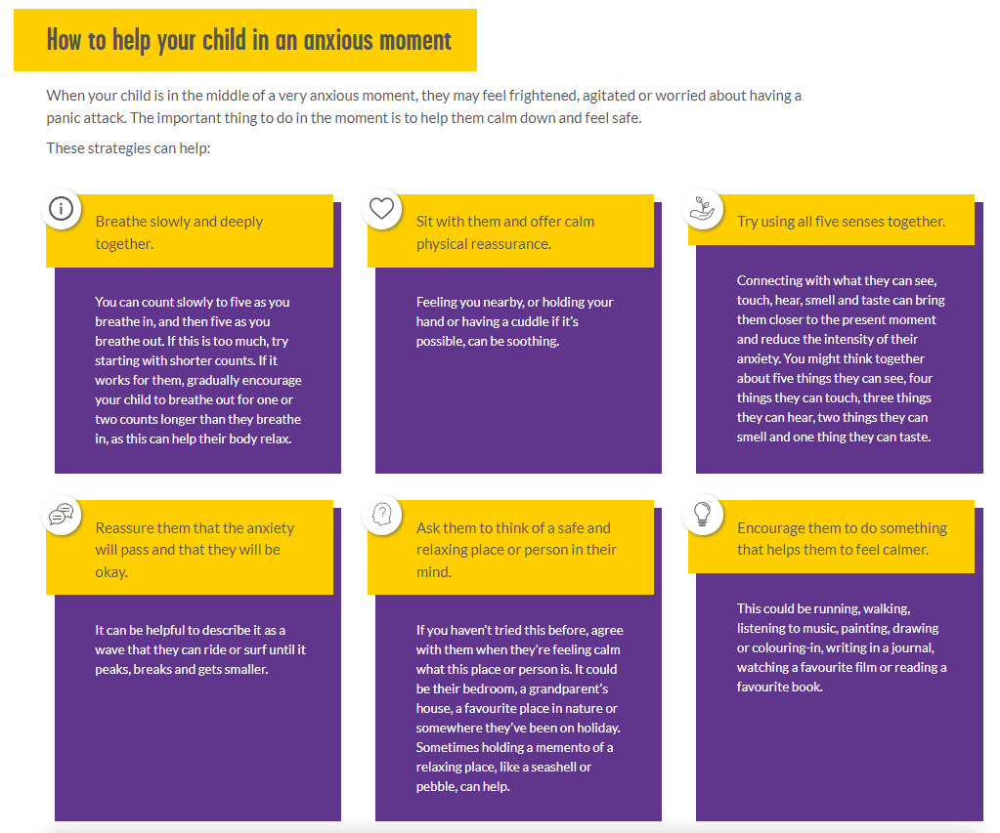 How to help your child in an anxious moment
When your child is in the middle of a very anxious moment, they may feel frightened, agitated or worried about having a
panic attack. The important thing to do in the moment is to help them calm down and feel safe.
These strategies can help:
Breathe slowly and deeply
together.
You can count slowly to five as you
breathe in, and then five as you
breathe out. If this is too much, try
starting with shorter counts. If it
works for them, gradually encourage
your child to breathe out for one or
two counts longer than they breathe
in, as this can help their body relax.
Sit with them and offer calm
physical reassurance.
Feeling you nearby, or holding your
hand or having a cuddle if it's
possible, can be soothing.
Try using all five senses together.
Connecting with what they can see,
touch, hear, smell and taste can bring
them closer to the present moment
and reduce the intensity of their
anxiety. You might think together
about five things they can see, four
things they can touch, three things
they can hear, two things they can
smell and one thing they can taste.
Reassure them that the anxiety
will pass and that they will be
okay.
It can be helpful to describe it as a
wave that they can ride or surf until it
peaks, breaks and gets smaller.
Ask them to think of a safe and
relaxing place or person in their
mind.
If you haven't tried this before, agree
with them when they're feeling calm
what this place or person is. It could
be their bedroom, a grandparent's
house, a favourite place in nature or
somewhere they've been on holiday.
Sometimes holding a memento of a
relaxing place, like a seashell or
pebble, can help.
Encourage them to do something
that helps them to feel calmer.
This could be running, walking,
listening to music, painting, drawing
or colouring-in, writing in a journal,
watching a favourite film or reading a
favourite book.